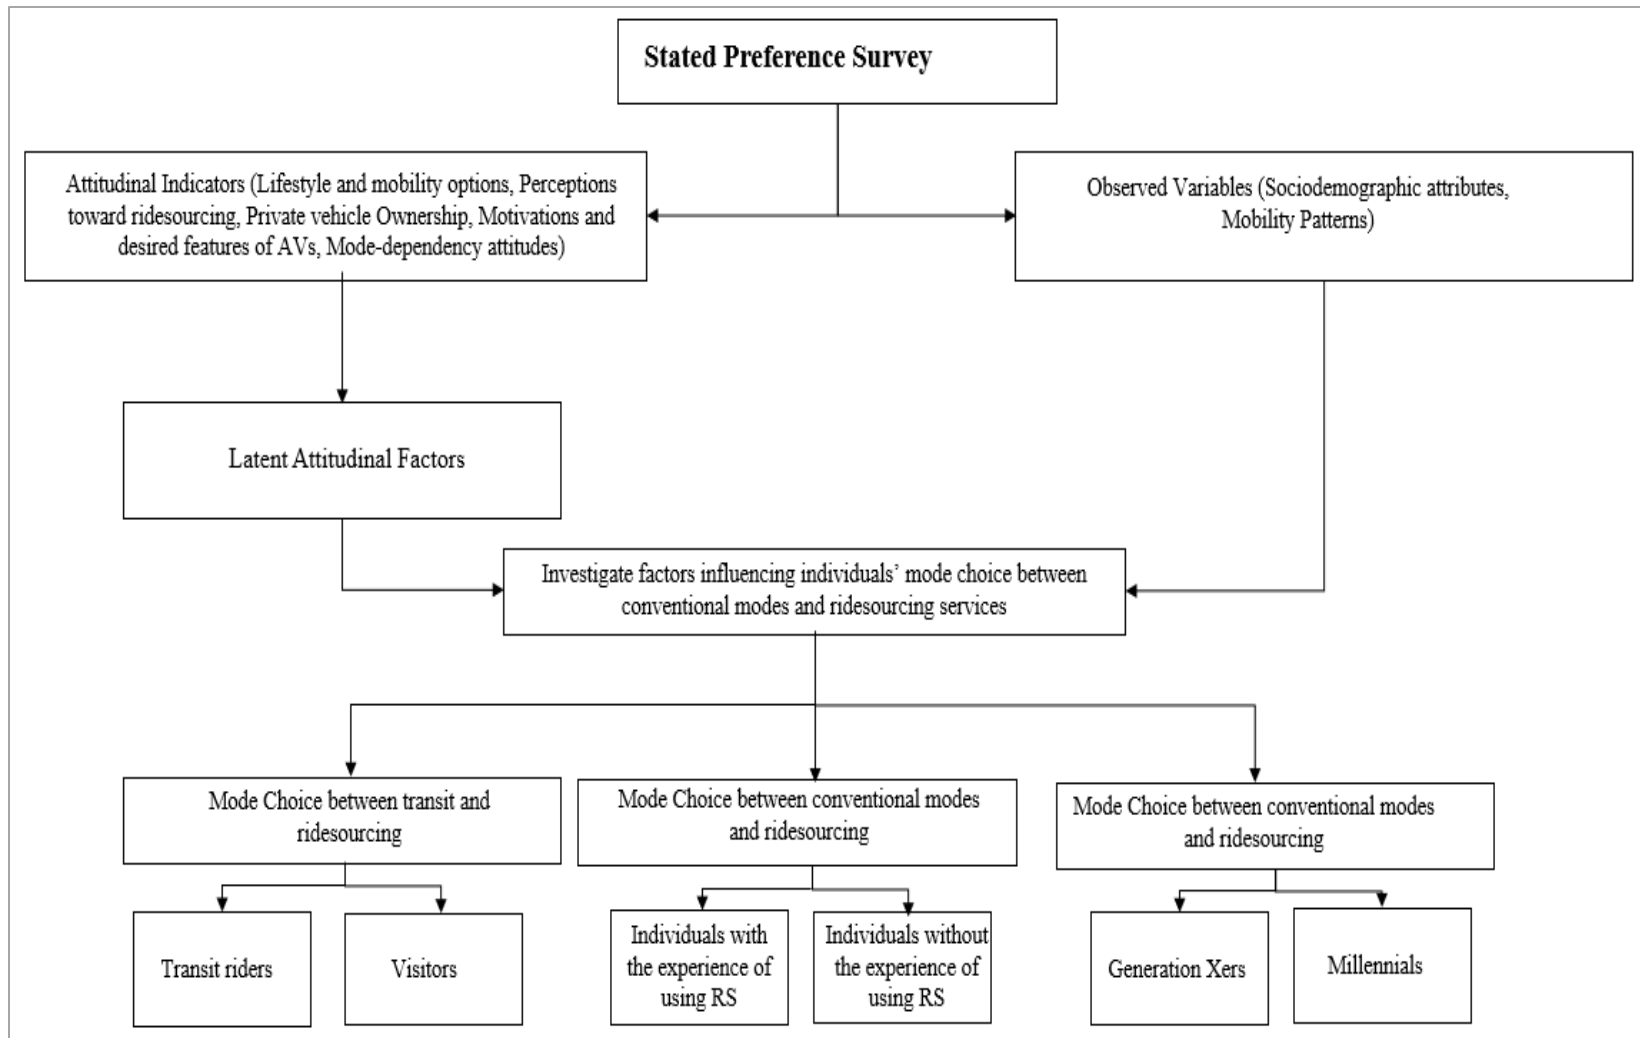 Stated Preference Survey
Attitudinal Indicators (Lifestyle and mobility options, Perceptions
toward ridesourcing, Private vehicle Ownership, Motivations and
desired features of AVs, Mode-dependency attitudes)
Observed Variables (Sociodemographic attributes,
Mobility Patterns)
Latent Attitudinal Factors
Investigate factors influencing individuals’ mode choice between
conventional modes and ridesourcing services
Mode Choice between transit and
ridesourcing
Mode Choice between conventional modes
and ridesourcing
Mode Choice between conventional modes
and ridesourcing
Transit riders
Visitors
Individuals with
the experience of
using RS
Individuals without
the experience of
using RS
Generation Xers
Millennials